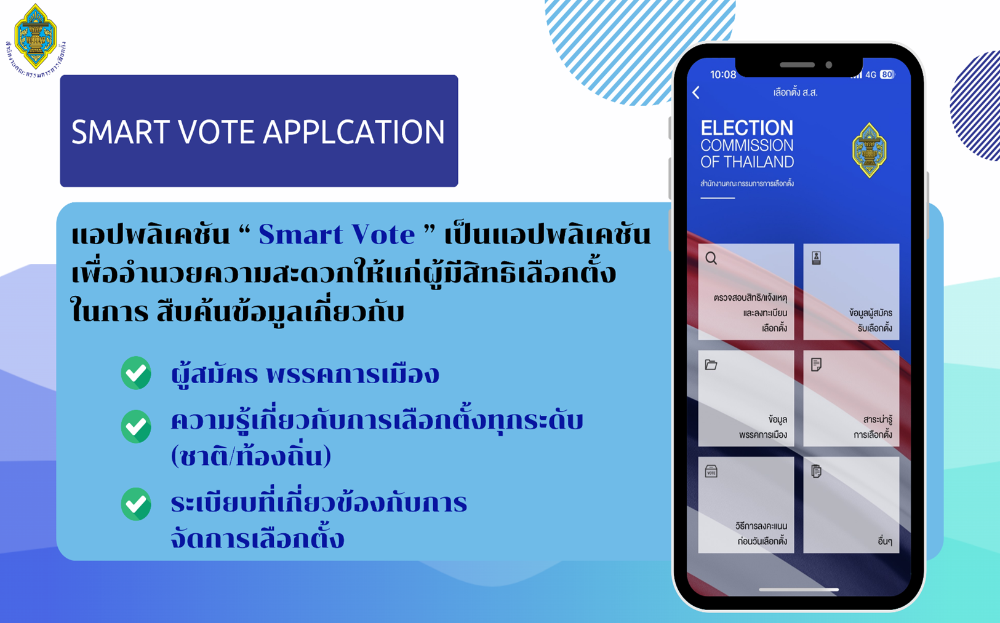 สำนักงานคณะกรรมการการเลือกตั้ง
SMART VOTE APPLCATION
แอปพลิเคชัน “ Smart Vote ” เป็นแอปพลิเคชัน
เพื่ออำนวยความสะดวกให้แก่ผู้มีสิทธิเลือกตั้ง
ในการ สืบค้นข้อมูลเกี่ยวกับ
ผู้สมัคร พรรคการเมือง
ความรู้เกี่ยวกับการเลือกตั้งทุกระดับ
(ชาติ/ท้องถิ่น)
ระเบียบที่เกี่ยวข้องกับการ
จัดการเลือกตั้ง
10:08
4G 80
เลือกตั้ง ส.ส.
ELECTION
COMMISSION
OF THAILAND
สำนักงานคณะกรรมการการเลือกตั้ง
ตรวจสอบสิทธิ/แจ้งเหตุ
และลงทะเบียน
เลือกตั้ง
ข้อมูลผู้สมัคร
รับเลือกตั้ง
ข้อมูล
พรรคการเมือง
สาระน่ารู้
การเลือกตั้ง
VOTE
วิธีการลงคะแนน
ก่อนวันเลือกตั้ง
อื่นๆ